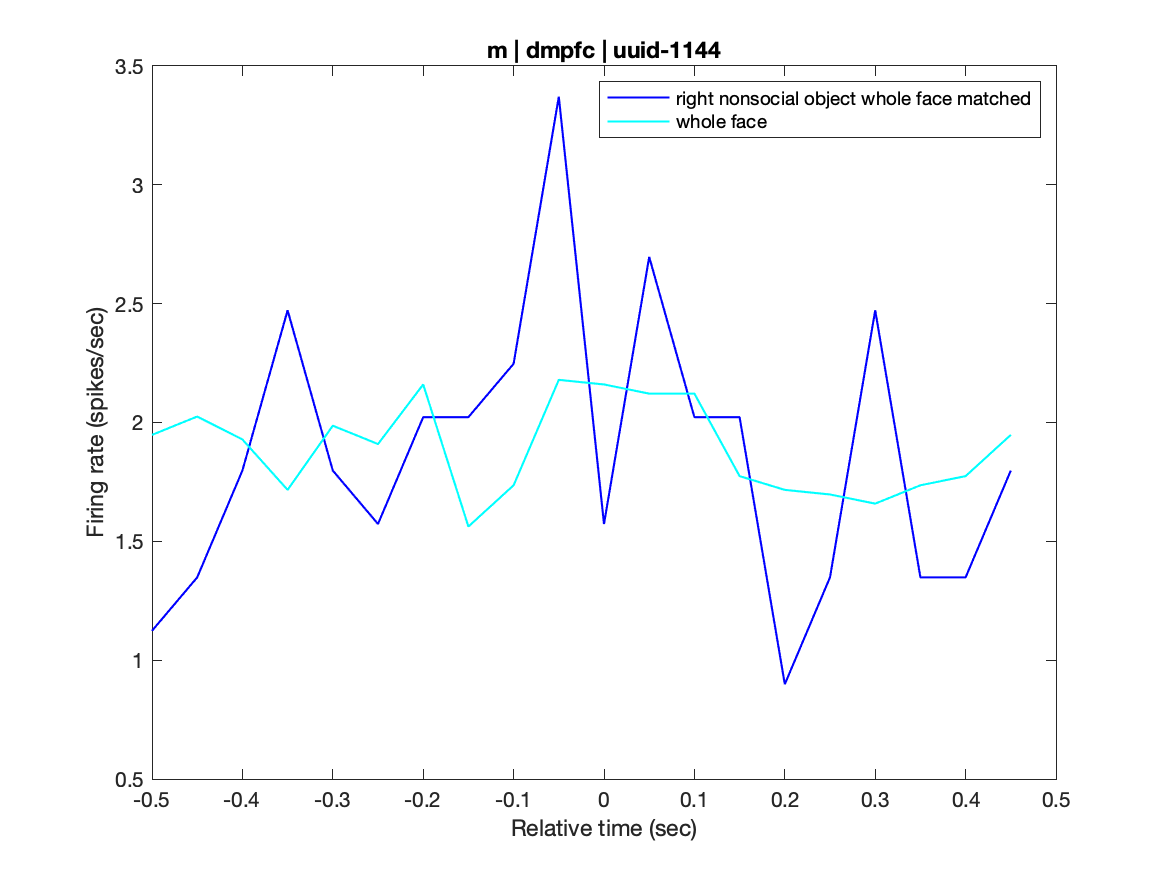 m | dmpfc | uuid-1144
3.5
right nonsocial object whole face matched
whole face
3
2.5
2
1.5
1
0.5
Firing rate (spikes/sec)
-0.5 -0.4 -0.3 -0.2 -0.1 0 0.1 0.2 0.3 0.4 0.5
Relative time (sec)